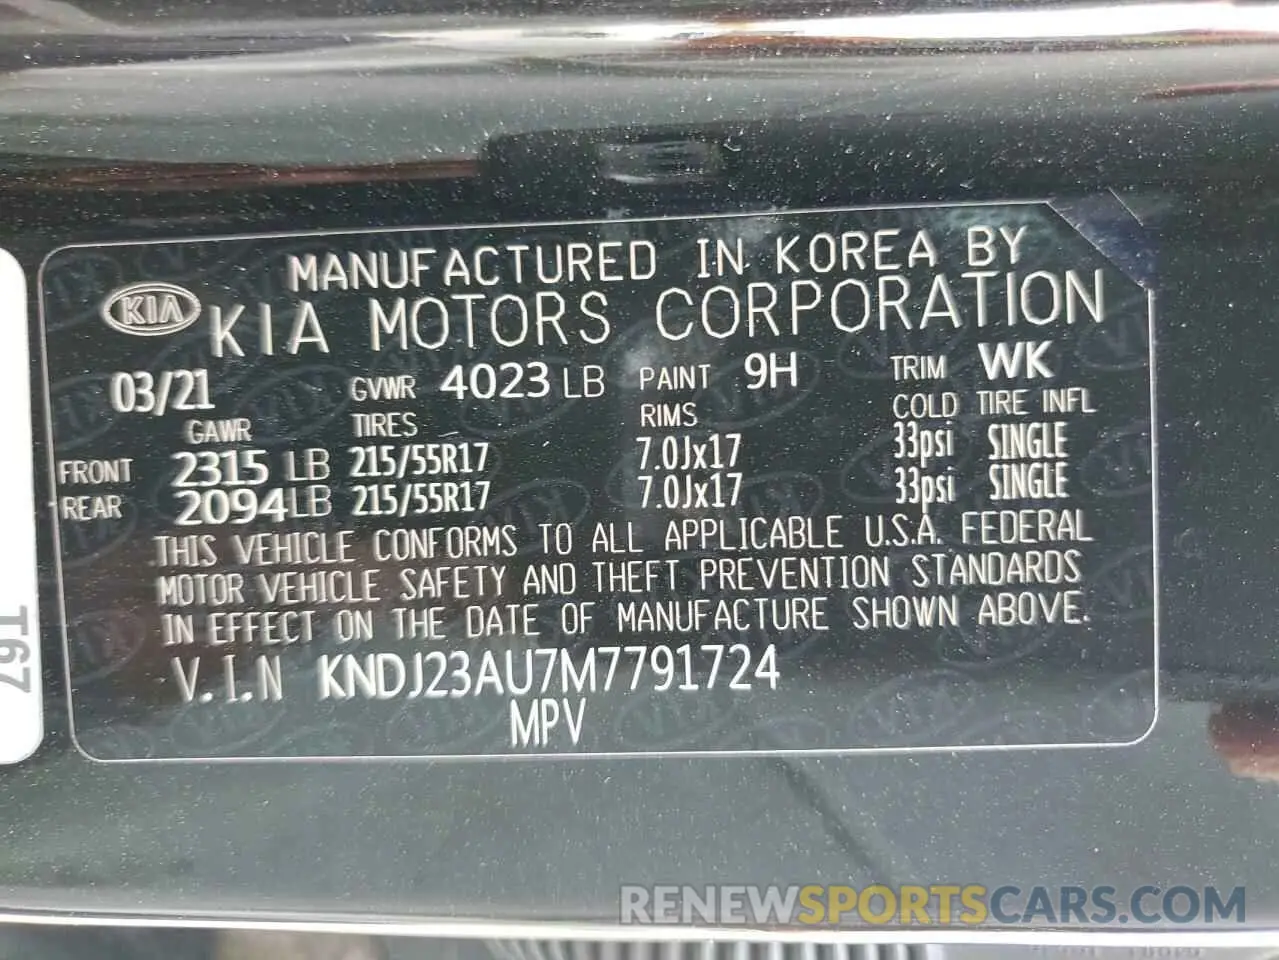 MANUFACTURED IN KOREA BY
KIA KIA MOTORS CORPORATION
03/21 GVWR 4023 LB PAINT 9H TRIM WK
GAWR TIRES RIMS COLD TIRE INFL
FRONT 2315 LB 215/55R17 7.0Jx17 33psi SINGLE
REAR 2094LB 215/55R17 7.0Jx17 33psi SINGLE
THIS VEHICLE CONFORMS TO ALL APPLICABLE U.S.A. FEDERAL
MOTOR VEHICLE SAFETY AND THEFT PREVENTION STANDARDS
IN EFFECT ON THE DATE OF MANUFACTURE SHOWN ABOVE.
V.I.N KNDJ23AU7M7791724
MPV
791
RENEWSPORTSCARS.COM